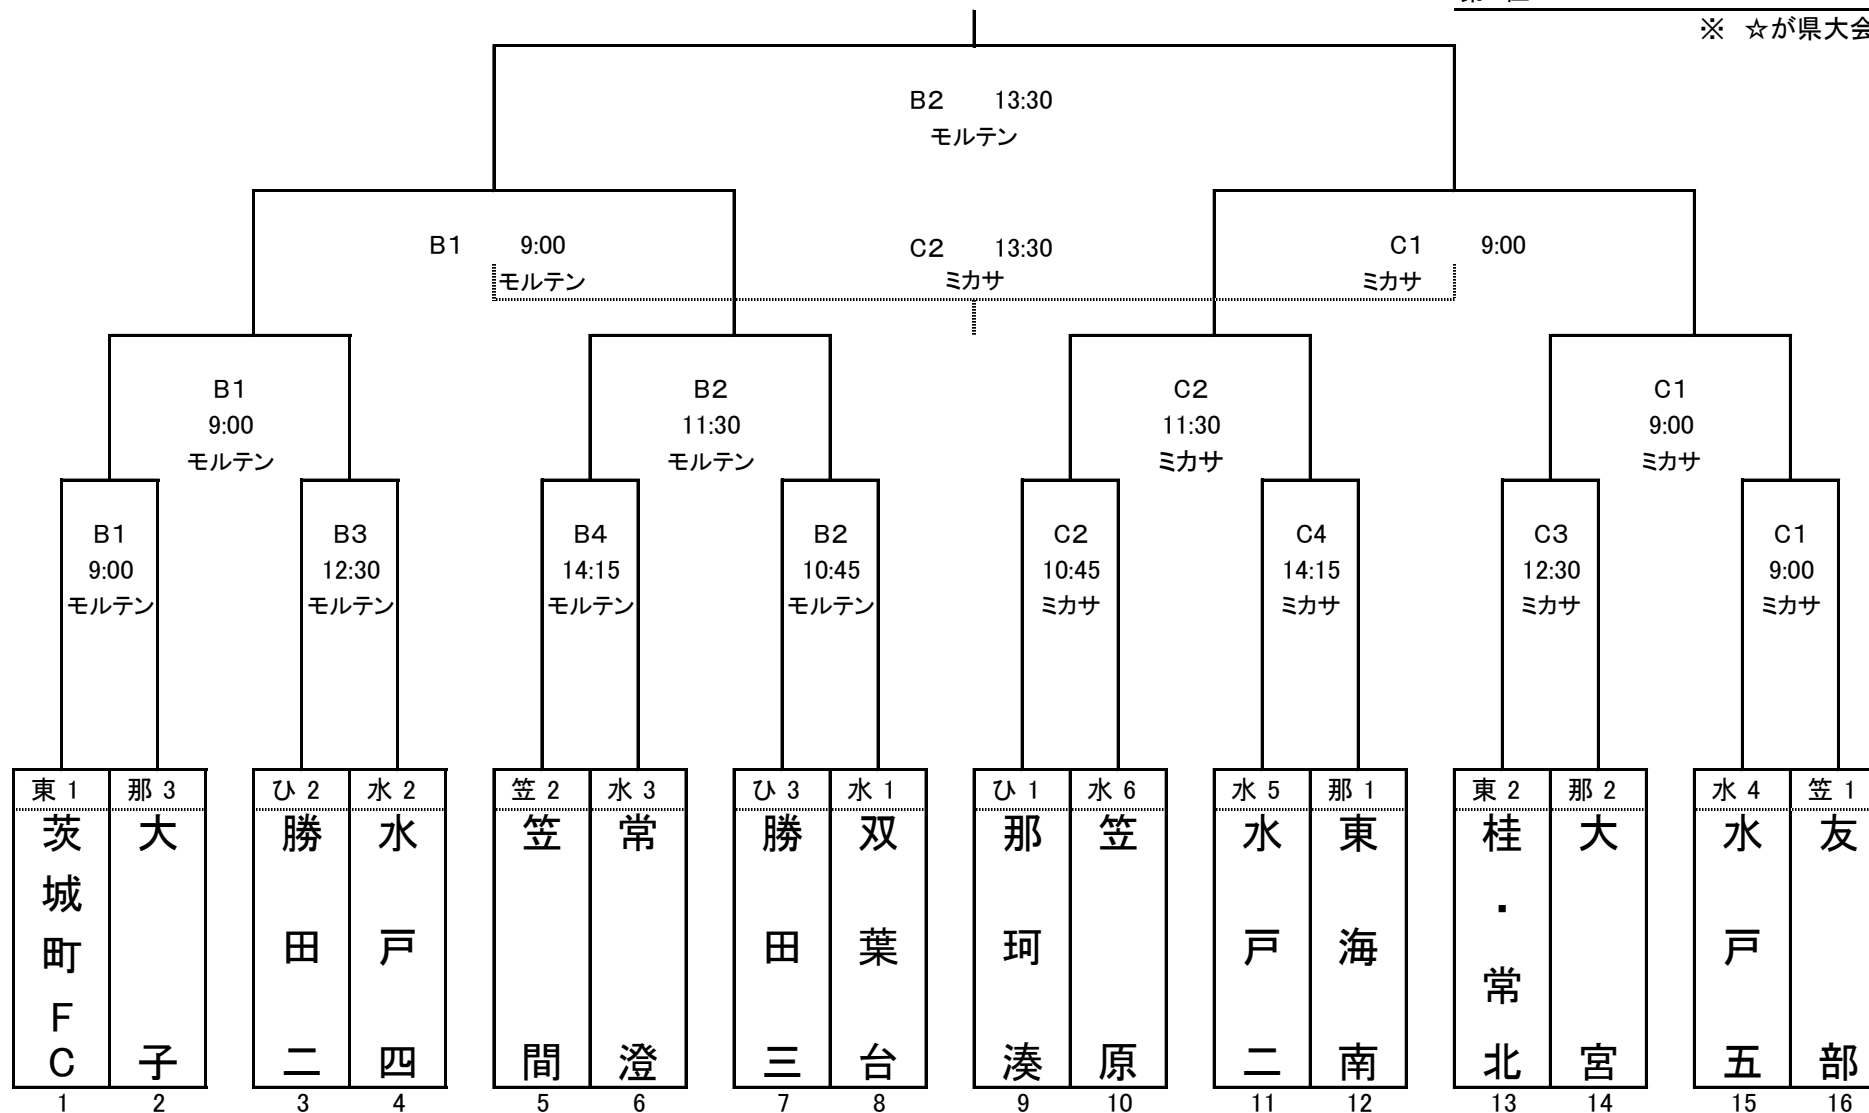 ※ ☆が県大会
B2 13:30
モルテン
B1 9:00
モルテン
C2 13:30
ミカサ
C1 9:00
ミカサ
B1
9:00
モルテン
B2
11:30
モルテン
C2
11:30
ミカサ
C1
9:00
ミカサ
B1
9:00
モルテン
B3
12:30
モルテン
B4
14:15
モルテン
B2
10:45
モルテン
C2
10:45
ミカサ
C4
14:15
ミカサ
C3
12:30
ミカサ
C1
9:00
ミカサ
東 1
茨城町FC
1
那 3
大子
2
ひ 2
勝田二
3
水 2
水戸四
4
笠 2
笠間
5
水 3
常澄
6
ひ 3
勝田三
7
水 1
双葉台
8
ひ 1
那珂湊
9
水 6
笠原
10
水 5
水戸二
11
那 1
東海南
12
東 2
桂・常北
13
那 2
大宮
14
水 4
水戸五
15
笠 1
友部
16